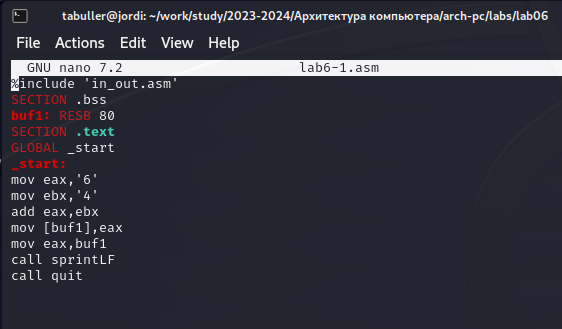 tabuller@jordi: ~/work/study/2023-2024/Архитектура компьютера/arch-pc/labs/lab06
File Actions Edit View Help
GNU nano 7.2 lab6-1.asm
%include 'in_out.asm'
SECTION .bss
buf1: RESB 80
SECTION .text
GLOBAL _start
_start:
mov eax,'6'
mov ebx,'4'
add eax,ebx
mov [buf1],eax
mov eax,buf1
call sprintLF
call quit